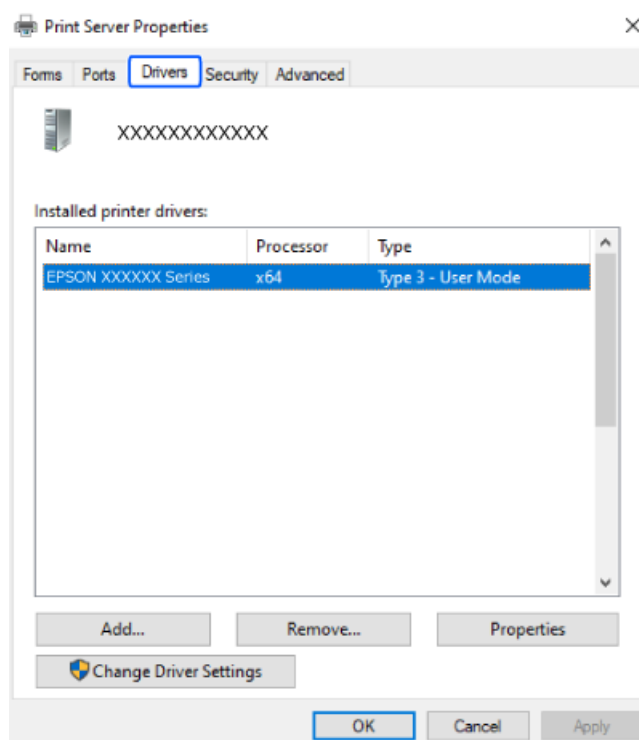 Print Server Properties
Forms Ports Drivers Security Advanced
XXXXXXXXXXXX
Installed printer drivers:
Name Processor Type
EPSON XXXXXX Series x64 Type 3 - User Mode
Add... Remove... Properties
Change Driver Settings
OK Cancel Apply